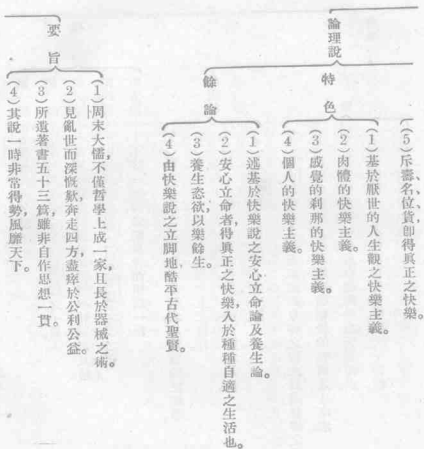 論理說
(5)斥壽、名、位、貨即得眞正之快樂。
特色
(1)基於厭世的人生觀之快樂主義。
(2)肉體的快樂主義。
(3)感覺的刹那的快樂主義。
(4)個人的快樂主義。
餘論
(1)述基於快樂說之安心立命論及養生論。
(2)安心立命者得眞正之快樂,入於種種自適之生活也。
(3)養生恣欲以樂餘生。
(4)由快樂說之立脚地酷平古代聖賢。
要旨
(1)周末大儒,不僅哲學上成一家,且長於器械之術。
(2)見亂世而深慨歎,奔走四方,盡瘁於公利公益。
(3)所遺著書五十三篇,雖非自作思想一貫。
(4)其說一時非常得勢,風靡天下。